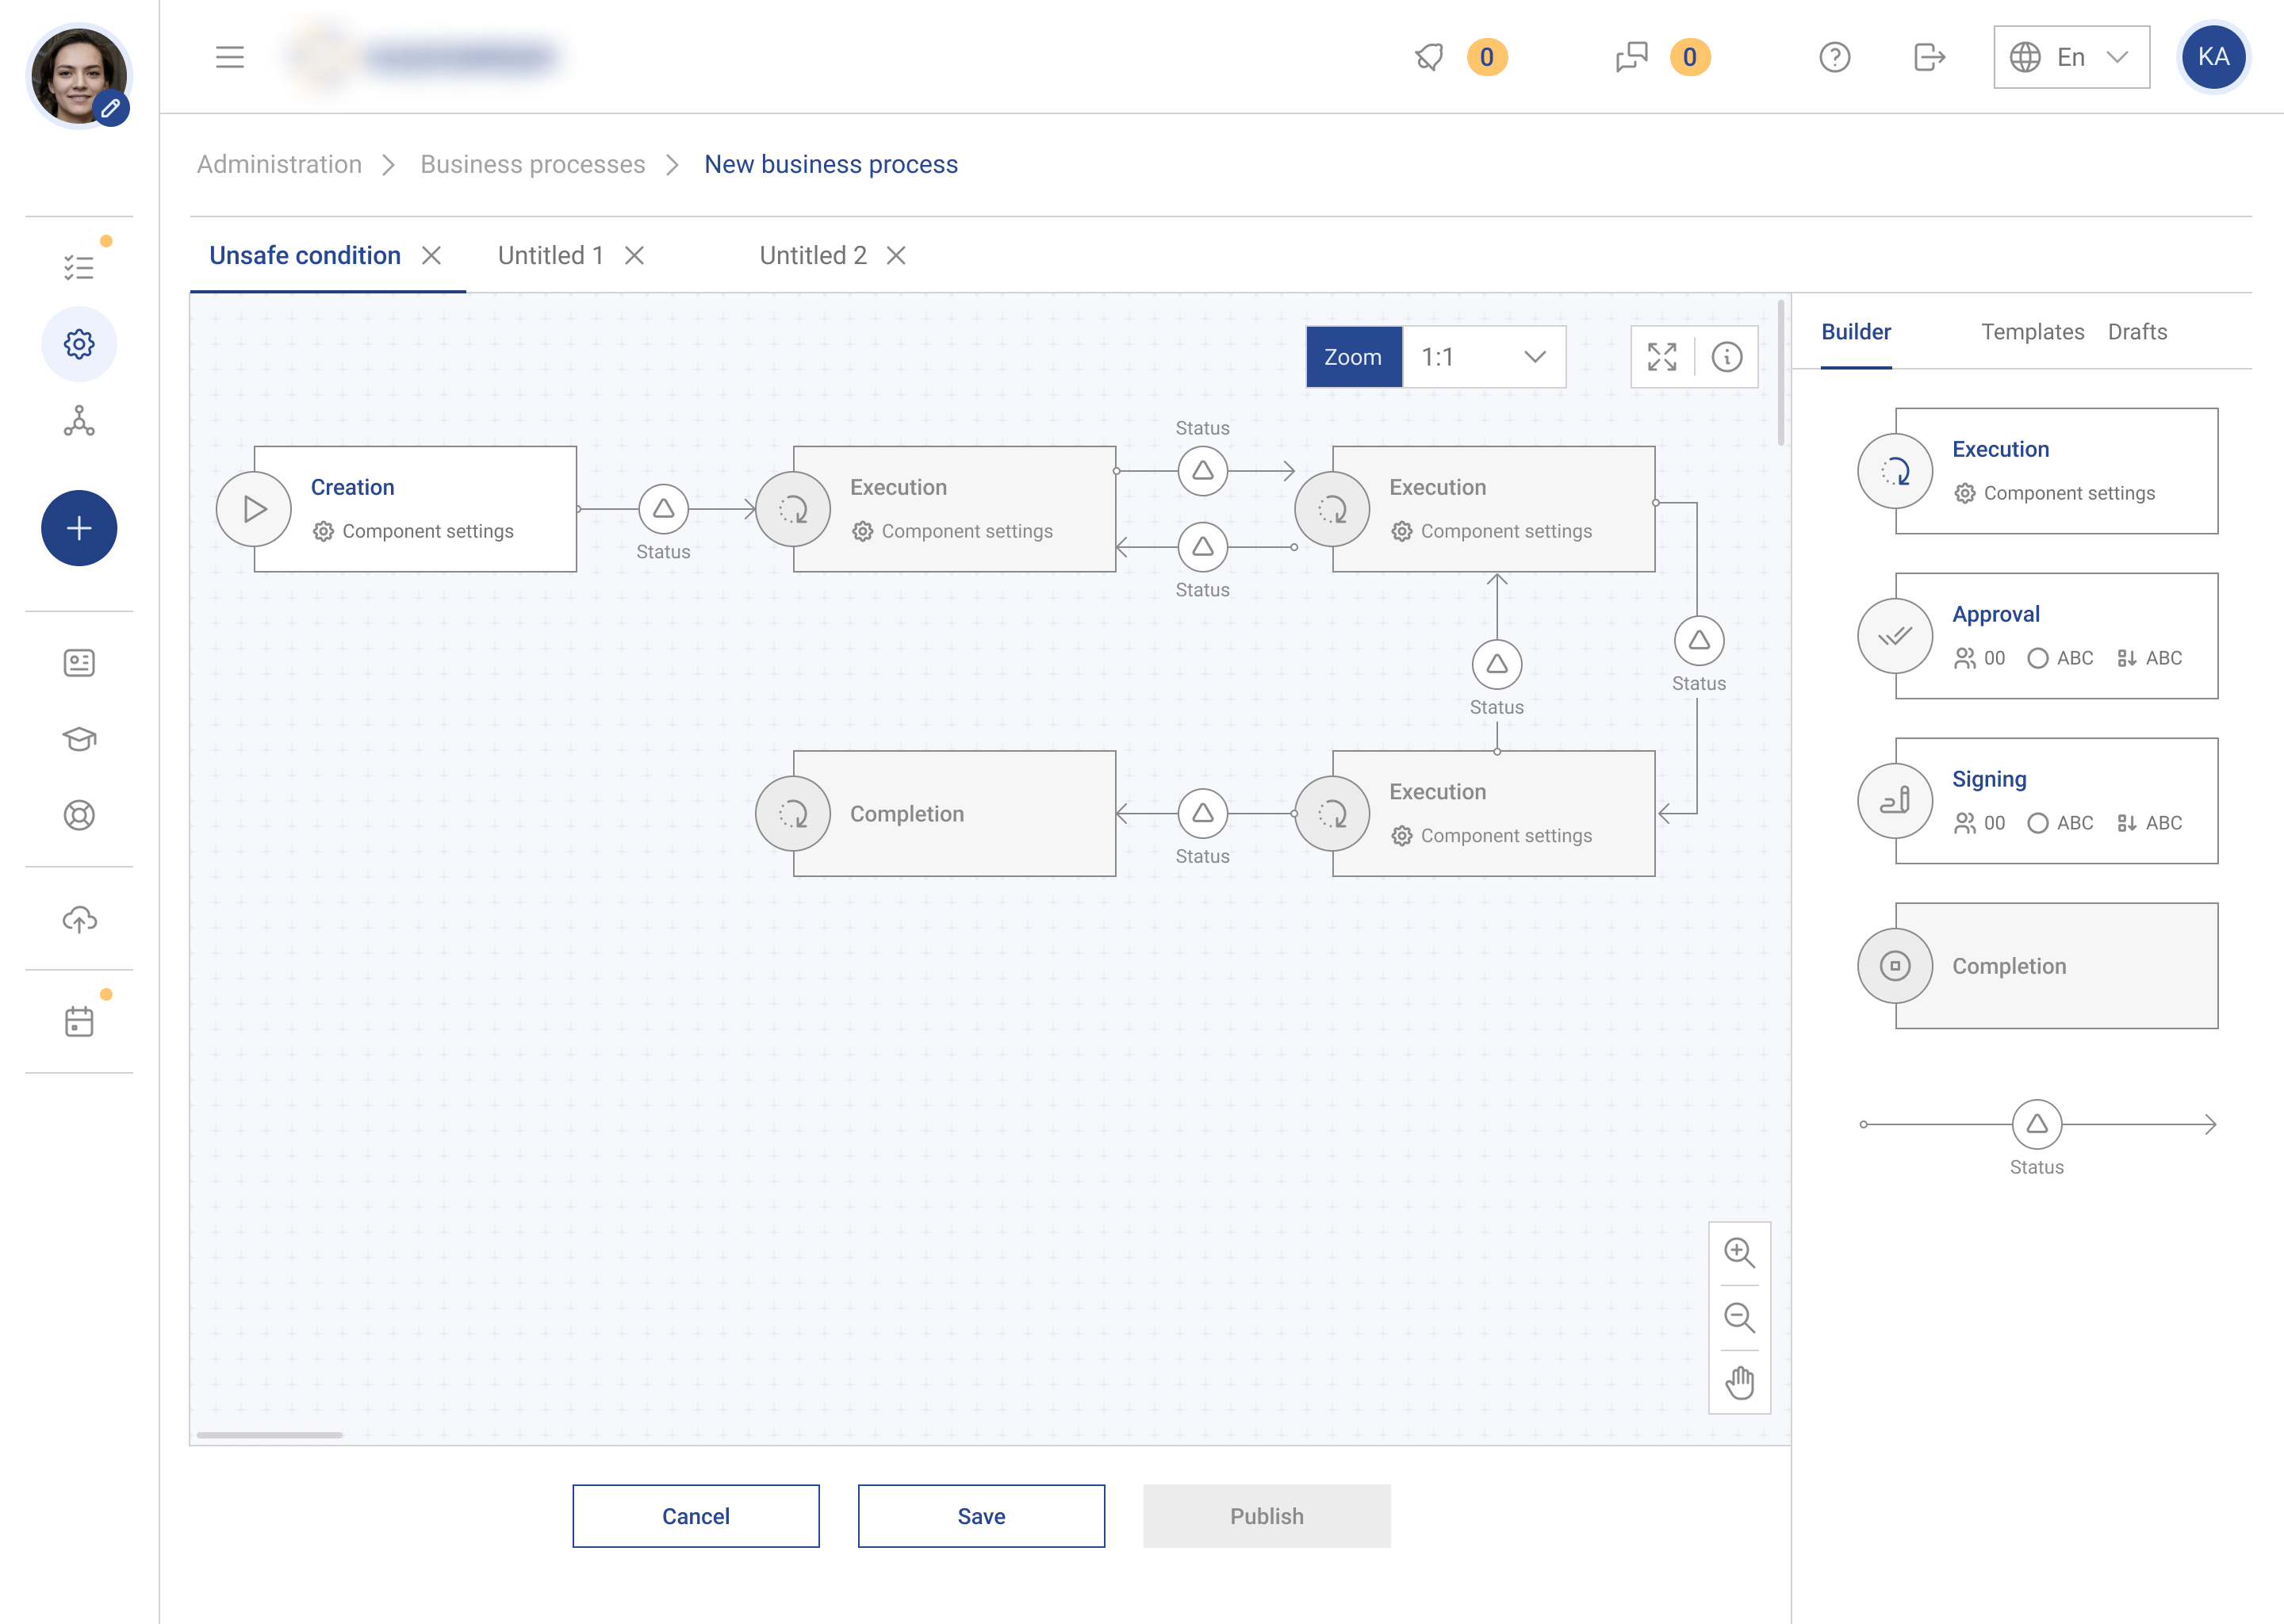 0
0
En
KA
Administration
Business processes
New business process
Unsafe condition
Untitled 1
Untitled 2
Zoom
1:1
Builder
Templates
Drafts
Creation
Component settings
Status
Execution
Component settings
Status
Status
Execution
Component settings
Status
Status
Completion
Status
Execution
Component settings
Execution
Component settings
Approval
00
ABC
ABC
Signing
00
ABC
ABC
Completion
Status
Cancel
Save
Publish